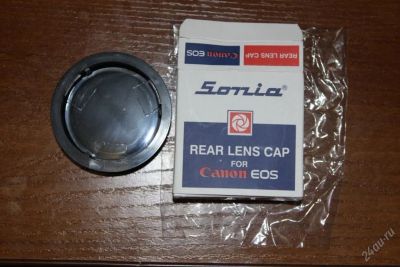 Canon EOS
REAR LENS CAP
Sonia®
REAR LENS CAP
FOR
Canon EOS
24au.ru